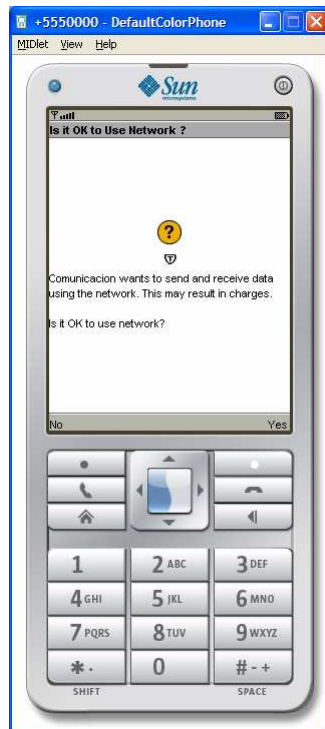 +5550000 - DefaultColorPhone
MIDlet View Help
Sun
microsystems
Is it OK to Use Network ?
?
Comunicacion wants to send and receive data
using the network. This may result in charges.
Is it OK to use network?
No Yes
1 2 ABC 3 DEF
4 GHI 5 JKL 6 MNO
7 PQRS 8 TUV 9 WXYZ
* . 0 # - +
SHIFT SPACE